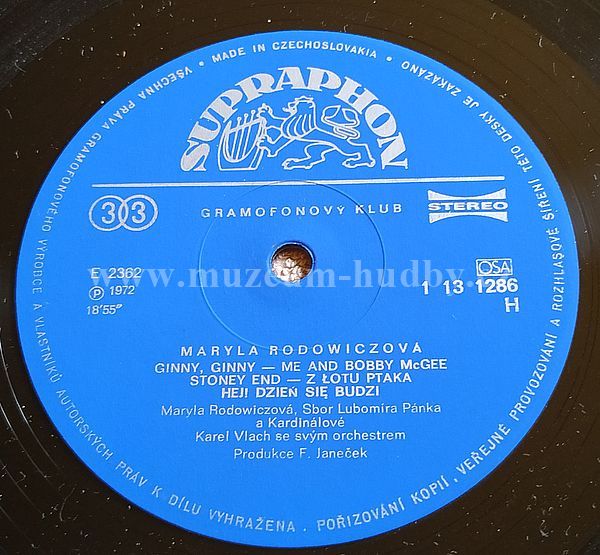 VŠECHNA PRÁVA GRAMOFONOVÉHO VÝROBCE A VLASTNÍKŮ AUTORSKÝCH PRÁV K DÍLU VYHRAŽENA. POŘIZOVÁNÍ KOPIÍ, VEŘEJNÉ PROVOZOVÁNÍ A ROZHLASOVÉ ŠÍŘENÍ TÉTO DESKY JE ZAKÁZÁNO • MADE IN CZECHOSLOVAKIA •
SUPRAPHON
33 GRAMOFONOVÝ KLUB STEREO
E 2362 OSA
℗ 1972 1 13 1286
18'55" H
www.muzeum-hudby.
MARYLA RODOWICZOVÁ
GINNY, GINNY — ME AND BOBBY McGEE
STONEY END — Z ŁOTU PTAKA
HEJ! DZIEŃ SIĘ BUDZI
Maryla Rodowiczová, Sbor Lubomíra Pánka
a Kardinálové
Karel Vlach se svým orchestrem
Produkce F. Janeček